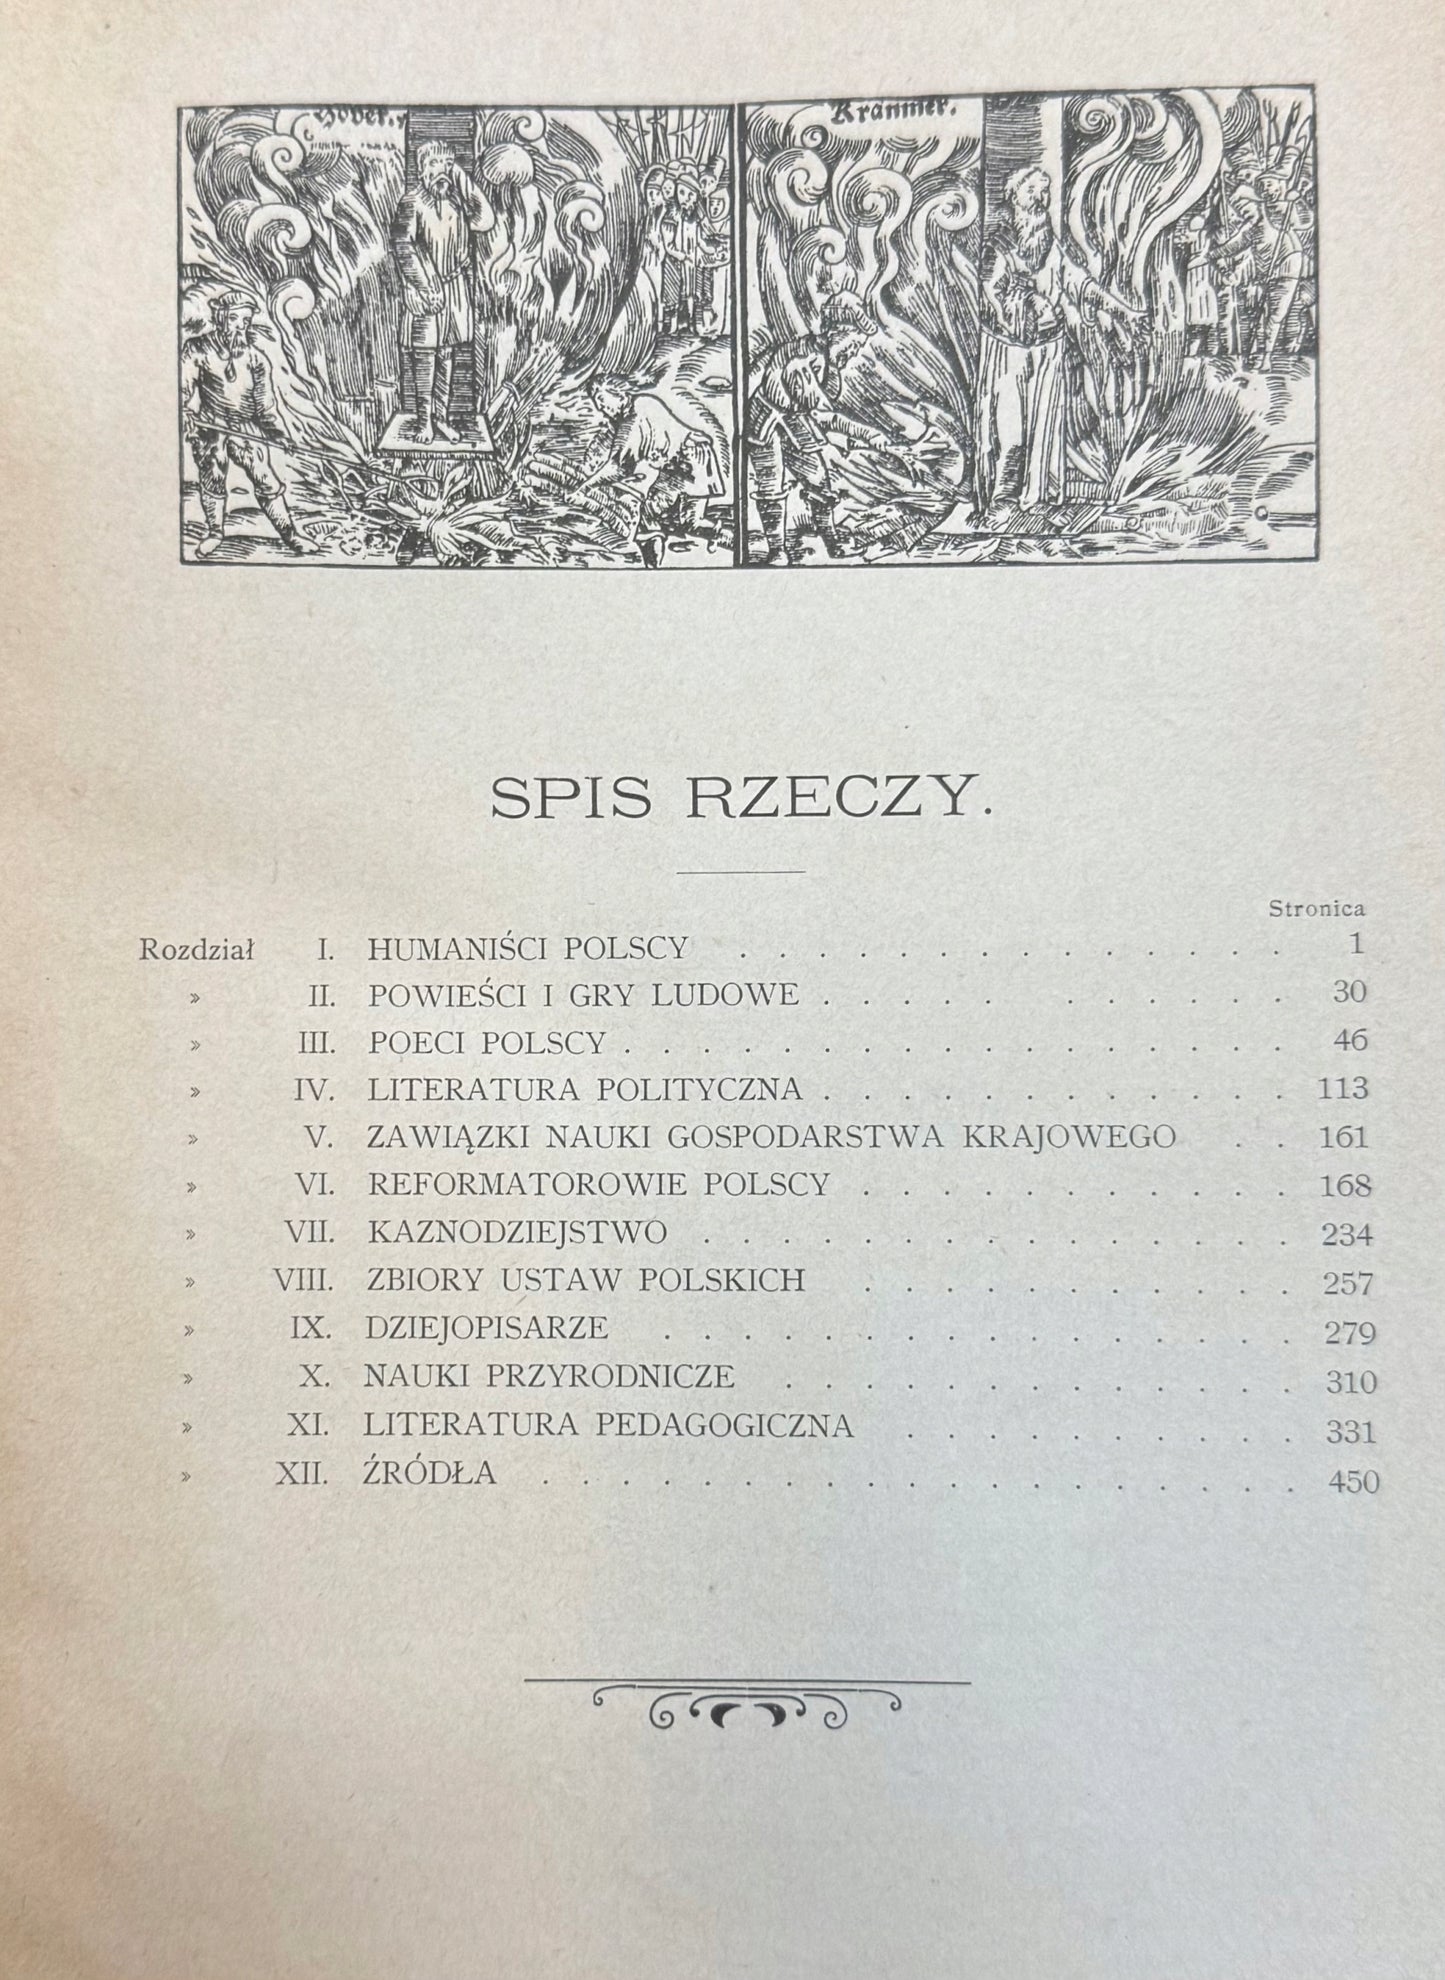 Kranmer.
SPIS RZECZY.
Stronica
Rozdział I. HUMANIŚCI POLSCY . . . . . . . . . . . . . . 1
» II. POWIEŚCI I GRY LUDOWE . . . . . . . . . . . . 30
» III. POECI POLSCY . . . . . . . . . . . . . . . . . 46
» IV. LITERATURA POLITYCZNA . . . . . . . . . . . . 113
» V. ZAWIĄZKI NAUKI GOSPODARSTWA KRAJOWEGO . . 161
» VI. REFORMATOROWIE POLSCY . . . . . . . . . . . 168
» VII. KAZNODZIEJSTWO . . . . . . . . . . . . . . . 234
» VIII. ZBIORY USTAW POLSKICH . . . . . . . . . . . 257
» IX. DZIEJOPISARZE . . . . . . . . . . . . . . . . 279
» X. NAUKI PRZYRODNICZE . . . . . . . . . . . . . 310
» XI. LITERATURA PEDAGOGICZNA . . . . . . . . . . 331
» XII. ŹRÓDŁA . . . . . . . . . . . . . . . . . . . 450